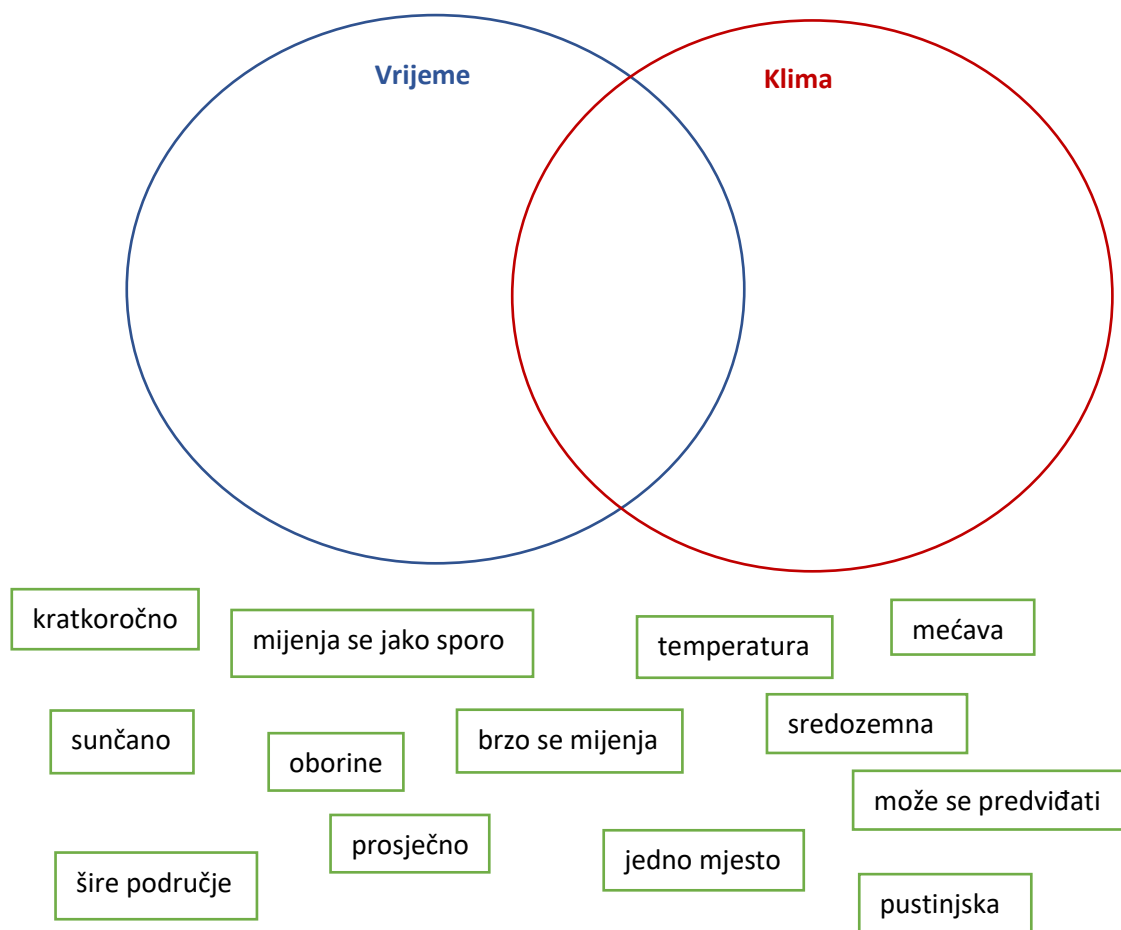 Vrijeme
Klima
kratkoročno
mijenja se jako sporo
temperatura
mećava
sunčano
oborine
brzo se mijenja
sredozemna
može se predviđati
prosječno
jedno mjesto
šire područje
pustinjska